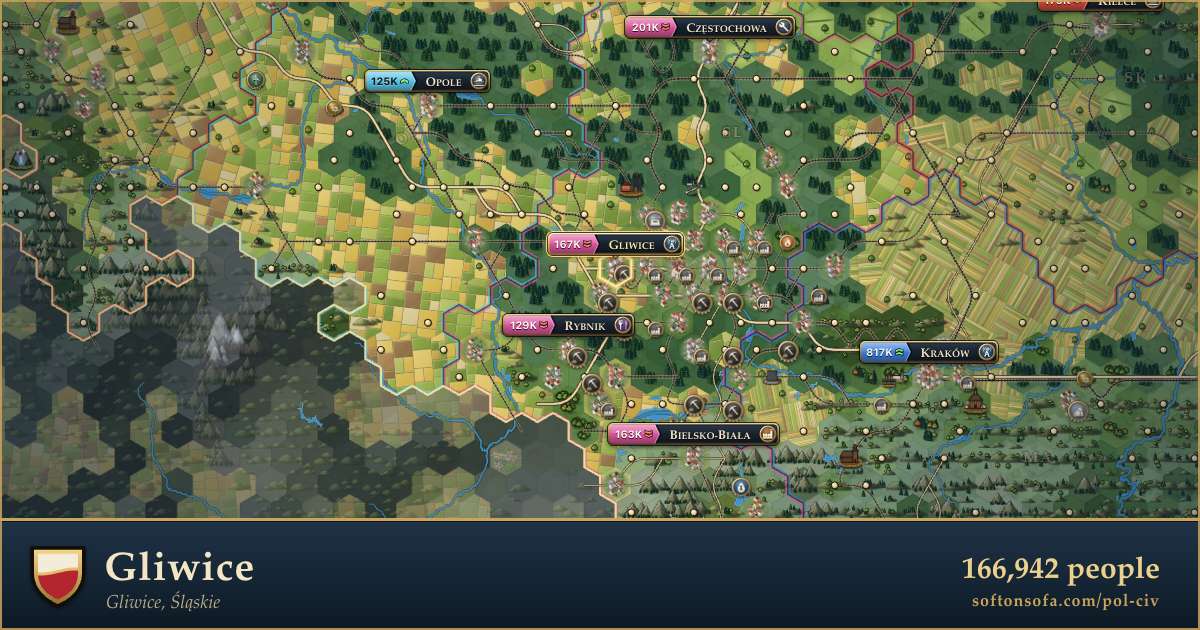 KIELCE
201K CZĘSTOCHOWA
125K OPOLE
167K GLIWICE
129K RYBNIK
817K KRAKÓW
163K BIELSKO-BIAŁA
Gliwice
Gliwice, Śląskie
166,942 people
softonsofa.com/pol-civ